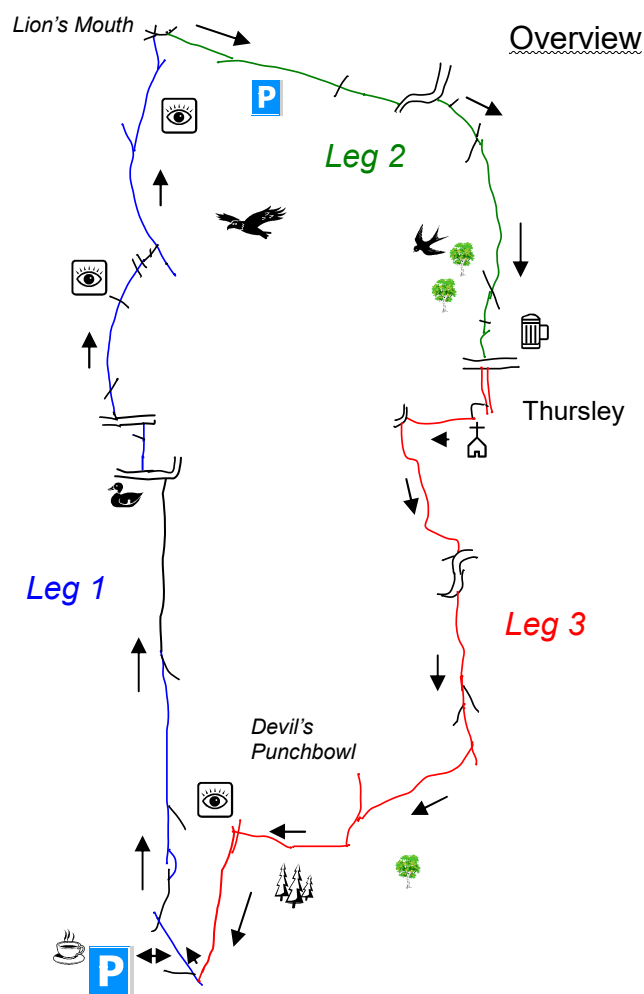 Lion's Mouth
Overview
P
Leg 2
Thursley
Leg 1
Leg 3
Devil's
Punchbowl
P